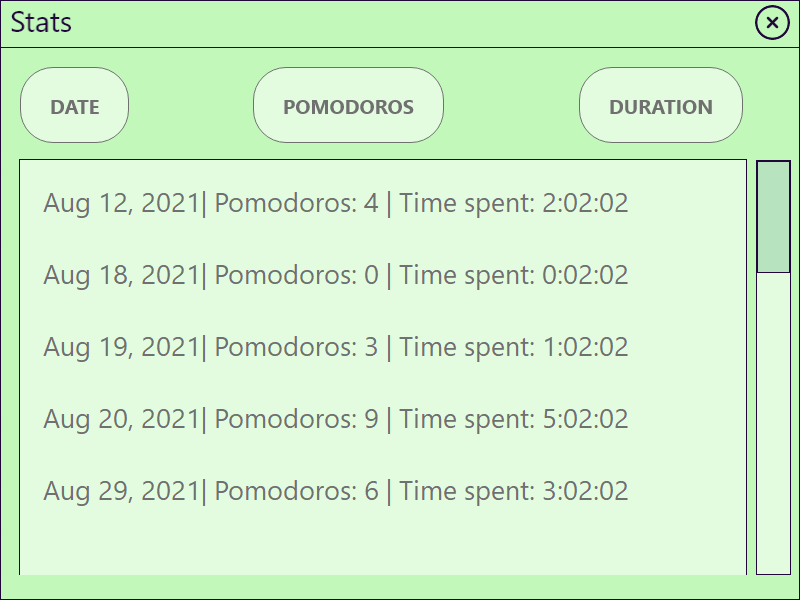 Stats
DATE POMODOROS DURATION
Aug 12, 2021| Pomodoros: 4 | Time spent: 2:02:02
Aug 18, 2021| Pomodoros: 0 | Time spent: 0:02:02
Aug 19, 2021| Pomodoros: 3 | Time spent: 1:02:02
Aug 20, 2021| Pomodoros: 9 | Time spent: 5:02:02
Aug 29, 2021| Pomodoros: 6 | Time spent: 3:02:02